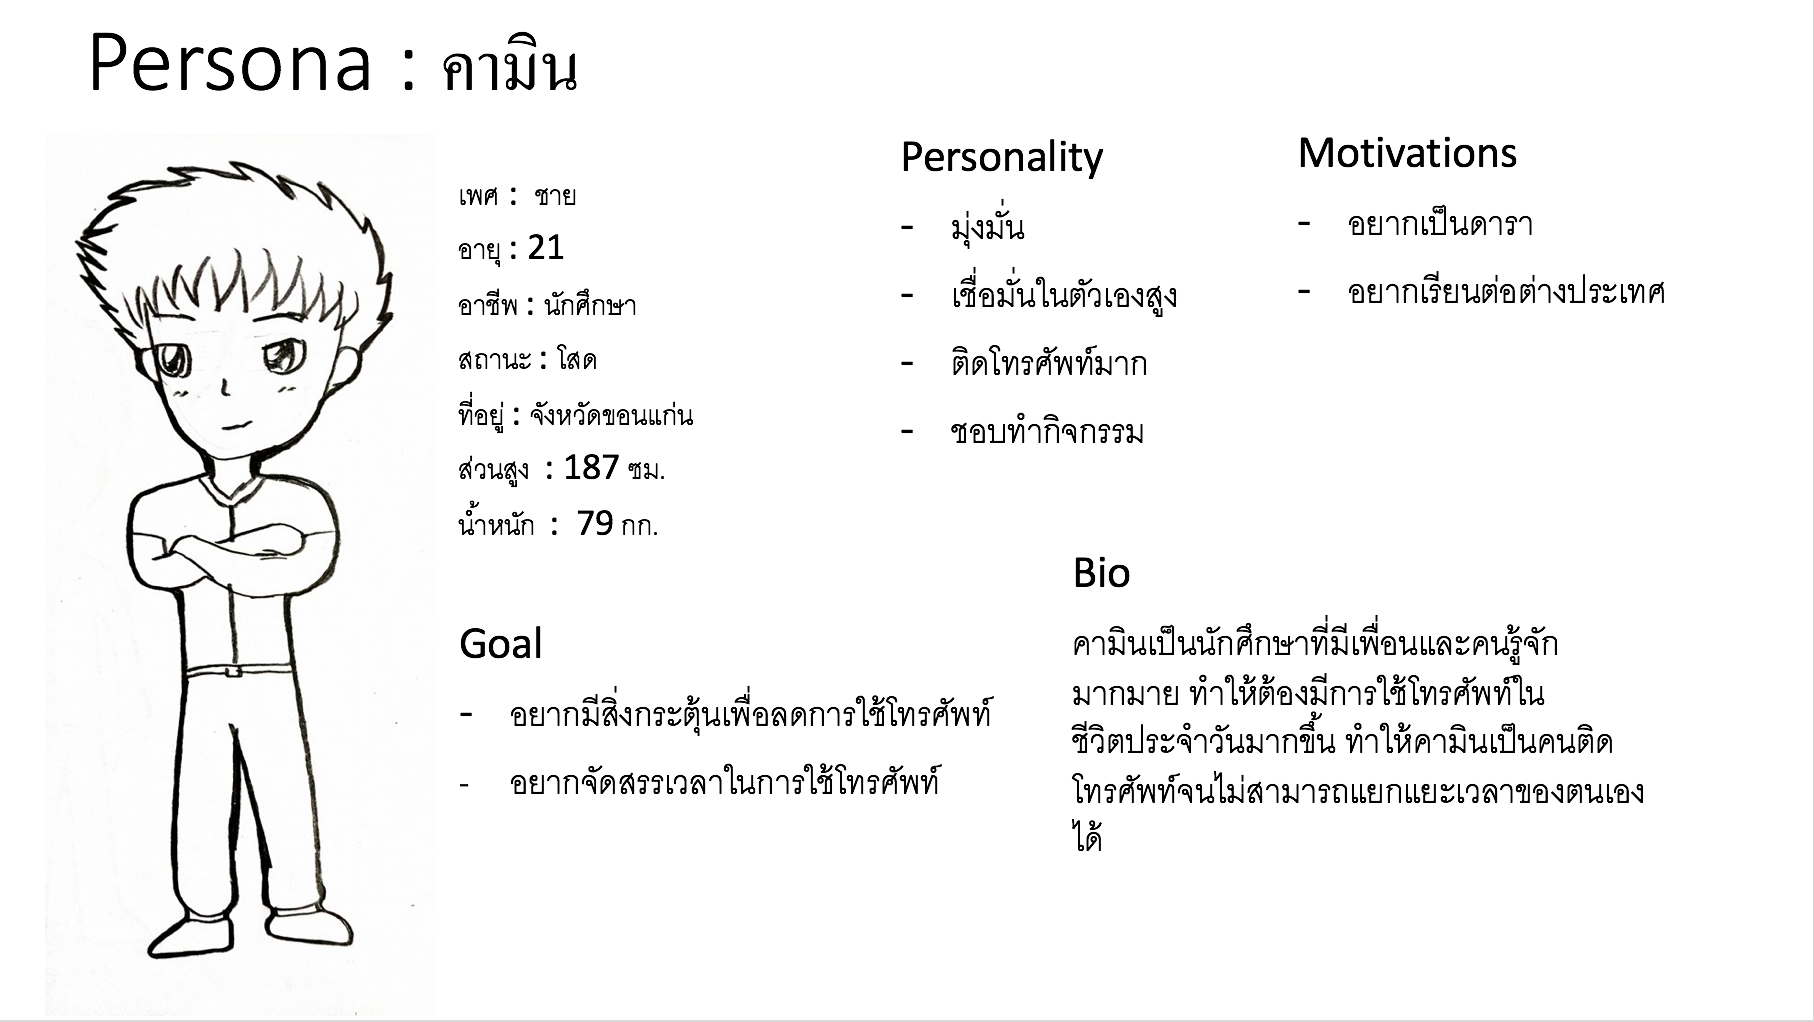 Persona : คามิน
เพศ : ชาย
อายุ : 21
อาชีพ : นักศึกษา
สถานะ : โสด
ที่อยู่ : จังหวัดขอนแก่น
ส่วนสูง : 187 ซม.
น้ำหนัก : 79 กก.
Personality
- มุ่งมั่น
- เชื่อมั่นในตัวเองสูง
- ติดโทรศัพท์มาก
- ชอบทำกิจกรรม
Motivations
- อยากเป็นดารา
- อยากเรียนต่อต่างประเทศ
Goal
- อยากมีสิ่งกระตุ้นเพื่อลดการใช้โทรศัพท์
- อยากจัดสรรเวลาในการใช้โทรศัพท์
Bio
คามินเป็นนักศึกษาที่มีเพื่อนและคนรู้จัก
มากมาย ทำให้ต้องมีการใช้โทรศัพท์ใน
ชีวิตประจำวันมากขึ้น ทำให้คามินเป็นคนติด
โทรศัพท์จนไม่สามารถแยกแยะเวลาของตนเอง
ได้